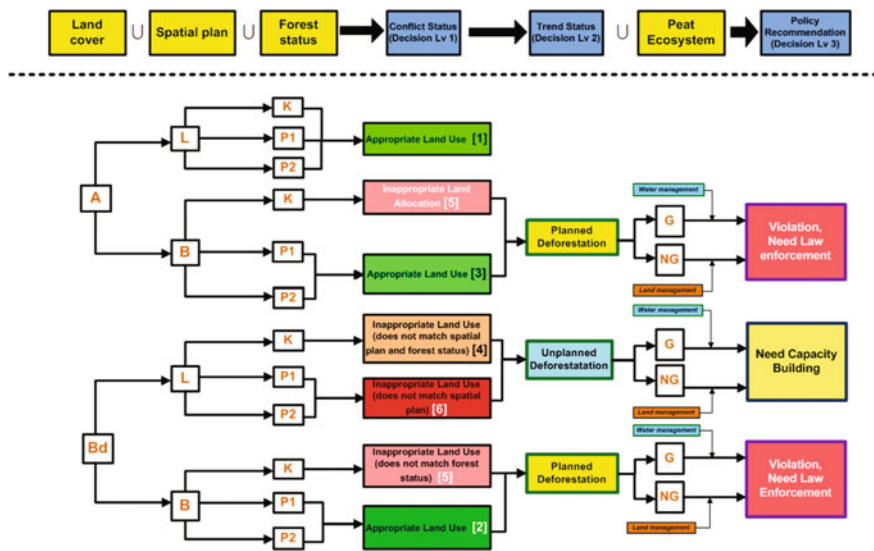 Land cover
∪
Spatial plan
∪
Forest status
Conflict Status (Decision Lv 1)
Trend Status (Decision Lv 2)
∪
Peat Ecosystem
Policy Recommendation (Decision Lv 3)
A
L
K
P1
P2
Appropriate Land Use [1]
B
K
Inappropriate Land
Allocation [5]
P1
P2
Appropriate Land Use [3]
Planned
Deforestation
Water management
G
NG
Land management
Violation,
Need Law
enforcement
Bd
L
K
Inappropriate Land Use
(does not match spatial
plan and forest status) [4]
P1
P2
Inappropriate Land Use
(does not match spatial
plan) [6]
Unplanned
Deforestatation
Water management
G
NG
Land management
Need Capacity
Building
B
K
Inappropriate Land Use
(does not match forest
status) [5]
P1
P2
Appropriate Land Use [2]
Planned
Deforestation
Water management
G
NG
Land management
Violation,
Need Law
Enforcement